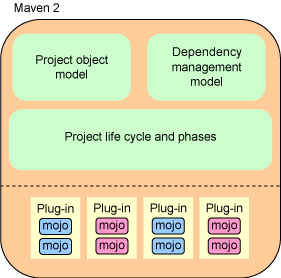 Maven 2
Project object
model
Dependency
management
model
Project life cycle and phases
Plug-in
mojo
mojo
Plug-in
mojo
mojo
Plug-in
mojo
mojo
Plug-in
mojo
mojo